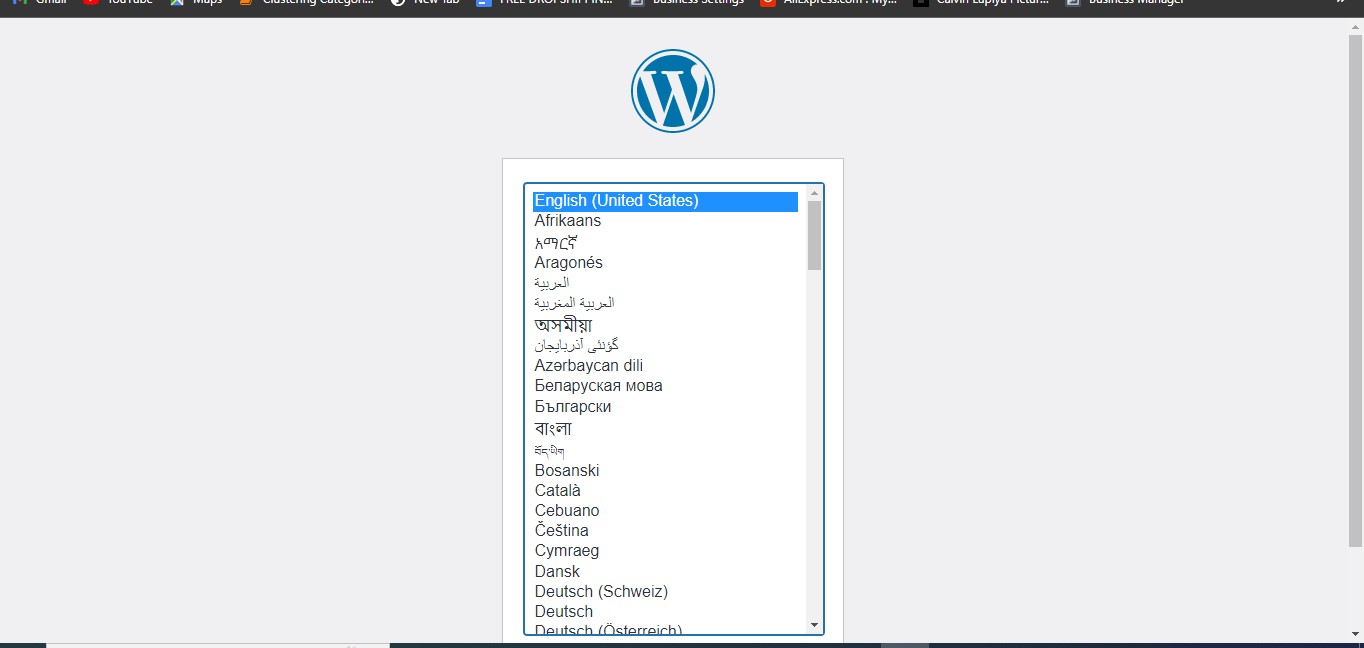 Gmail YouTube Maps Clustering Categori... New Tab FREE DROPSHIPPIN... Business Settings AliExpress.com : My... Calvin Lupiya Pictur... Business Manager
English (United States)
Afrikaans
አማርኛ
Aragonés
العربية
العربية المغربية
অসমীয়া
گؤنئی آذربایجان
Azərbaycan dili
Беларуская мова
Български
বাংলা
བོད་ཡིག
Bosanski
Català
Cebuano
Čeština
Cymraeg
Dansk
Deutsch (Schweiz)
Deutsch
Deutsch (Österreich)